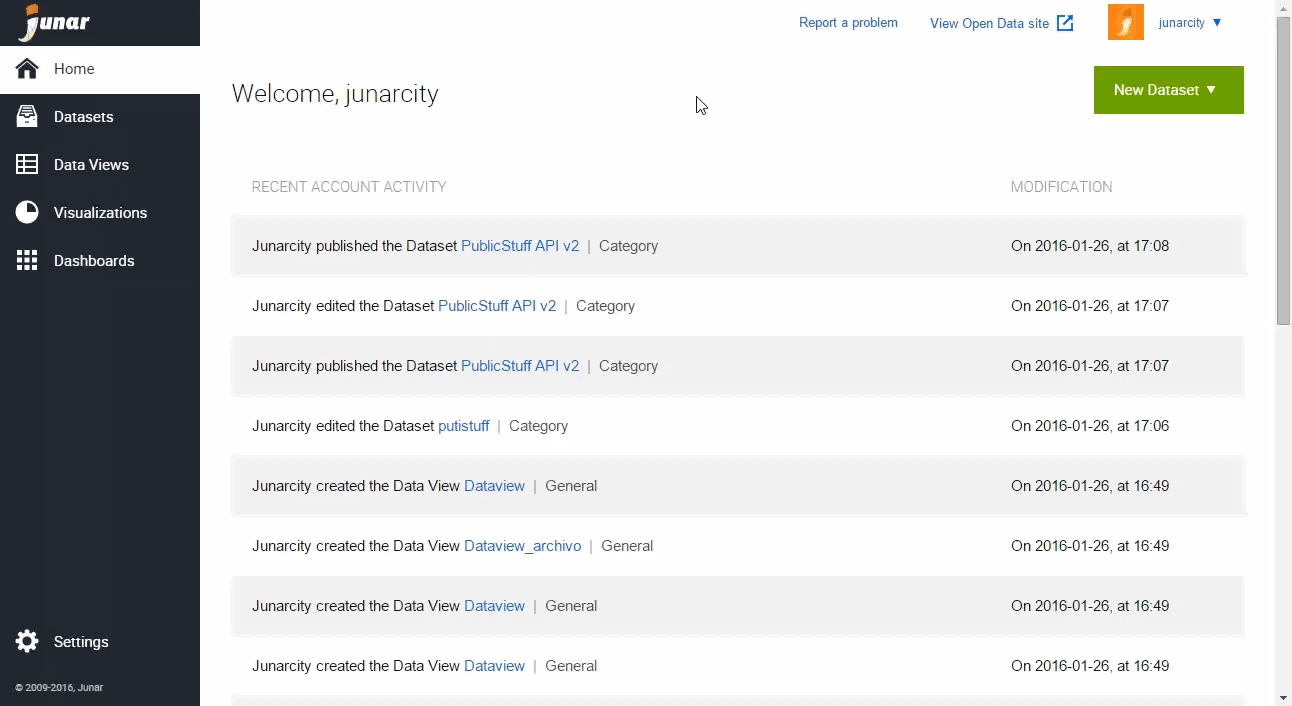 junar
Report a problem
View Open Data site
junarcity ▼
Home
Datasets
Data Views
Visualizations
Dashboards
Settings
© 2009-2016, Junar
Welcome, junarcity
New Dataset ▼
RECENT ACCOUNT ACTIVITY MODIFICATION
Junarcity published the Dataset PublicStuff API v2 | Category On 2016-01-26, at 17:08
Junarcity edited the Dataset PublicStuff API v2 | Category On 2016-01-26, at 17:07
Junarcity published the Dataset PublicStuff API v2 | Category On 2016-01-26, at 17:07
Junarcity edited the Dataset putistuff | Category On 2016-01-26, at 17:06
Junarcity created the Data View Dataview | General On 2016-01-26, at 16:49
Junarcity created the Data View Dataview_archivo | General On 2016-01-26, at 16:49
Junarcity created the Data View Dataview | General On 2016-01-26, at 16:49
Junarcity created the Data View Dataview | General On 2016-01-26, at 16:49